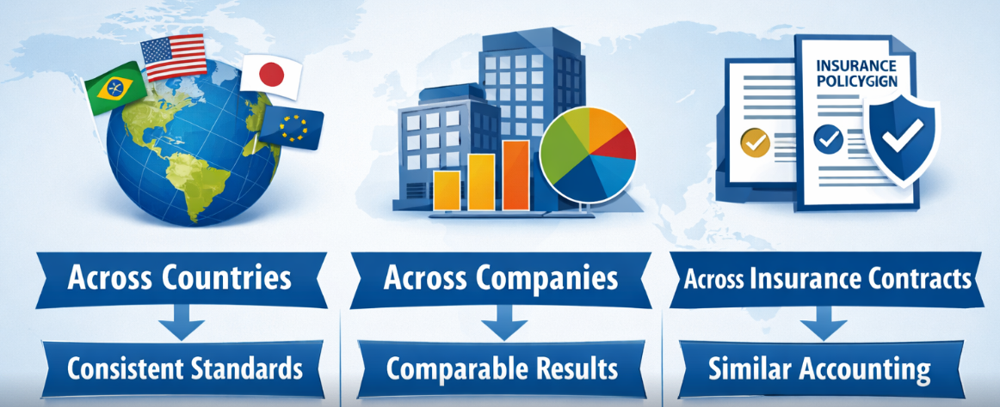 INSURANCE
POLICYGIGN
Across Countries
Across Companies
Across Insurance Contracts
Consistent Standards
Comparable Results
Similar Accounting